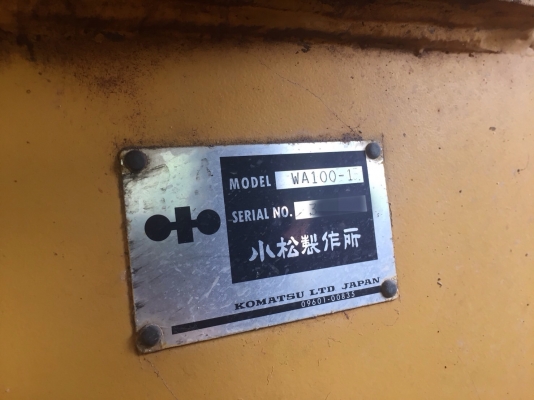 MODEL WA100-1
SERIAL NO.
小松製作所
KOMATSU LTD JAPAN
09601-00835